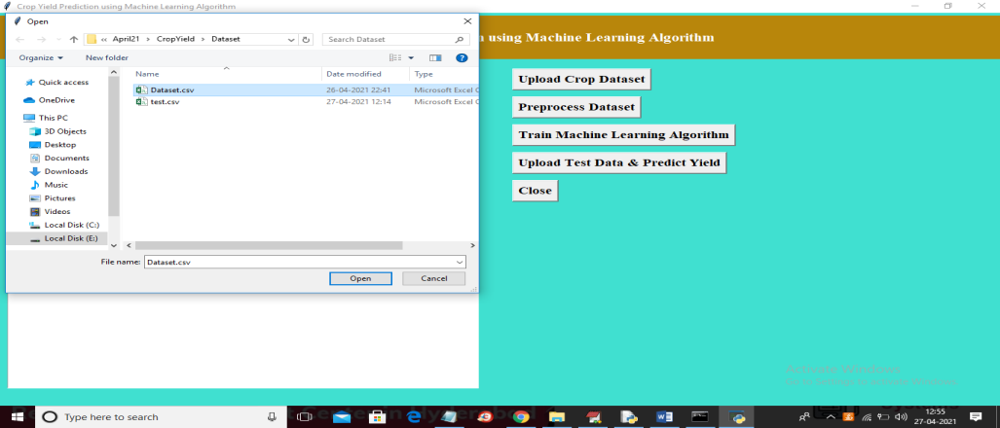 Crop Yield Prediction using Machine Learning Algorithm
Open
« April21 > CropYield > Dataset
Search Dataset
Organize
New folder
Name
Date modified
Type
Dataset.csv 26-04-2021 22:41 Microsoft Excel C
test.csv 27-04-2021 12:14 Microsoft Excel C
Quick access
OneDrive
This PC
3D Objects
Desktop
Documents
Downloads
Music
Pictures
Videos
Local Disk (C:)
Local Disk (E:)
File name: Dataset.csv
Open
Cancel
n using Machine Learning Algorithm
Upload Crop Dataset
Preprocess Dataset
Train Machine Learning Algorithm
Upload Test Data & Predict Yield
Close
Activate Windows
Type here to search
12:55
27-04-2021